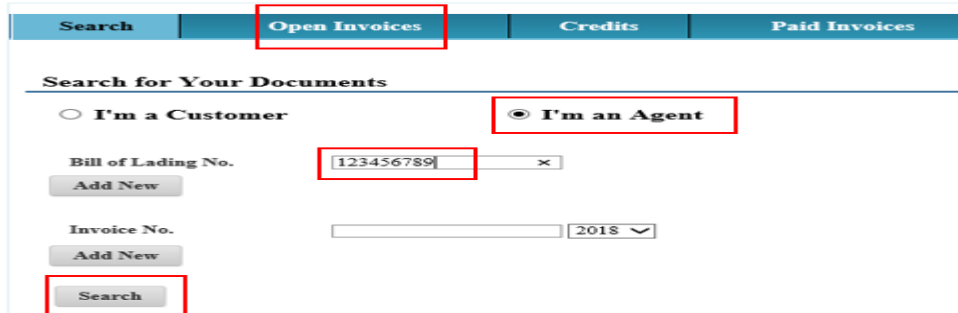 Search Open Invoices Credits Paid Invoices
Search for Your Documents
I'm a Customer I'm an Agent
Bill of Lading No. 123456789 ×
Add New
Invoice No. 2018
Add New
Search